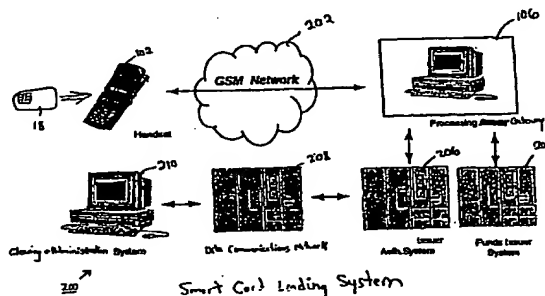 202
106
102
GSM Network
18
Handset
Processing Gateway
210
208
206
Issuer
Auth. System
Funds Issuer
System
Clearing + Administration System
Data Communications Network
200
Smart Card Loading System